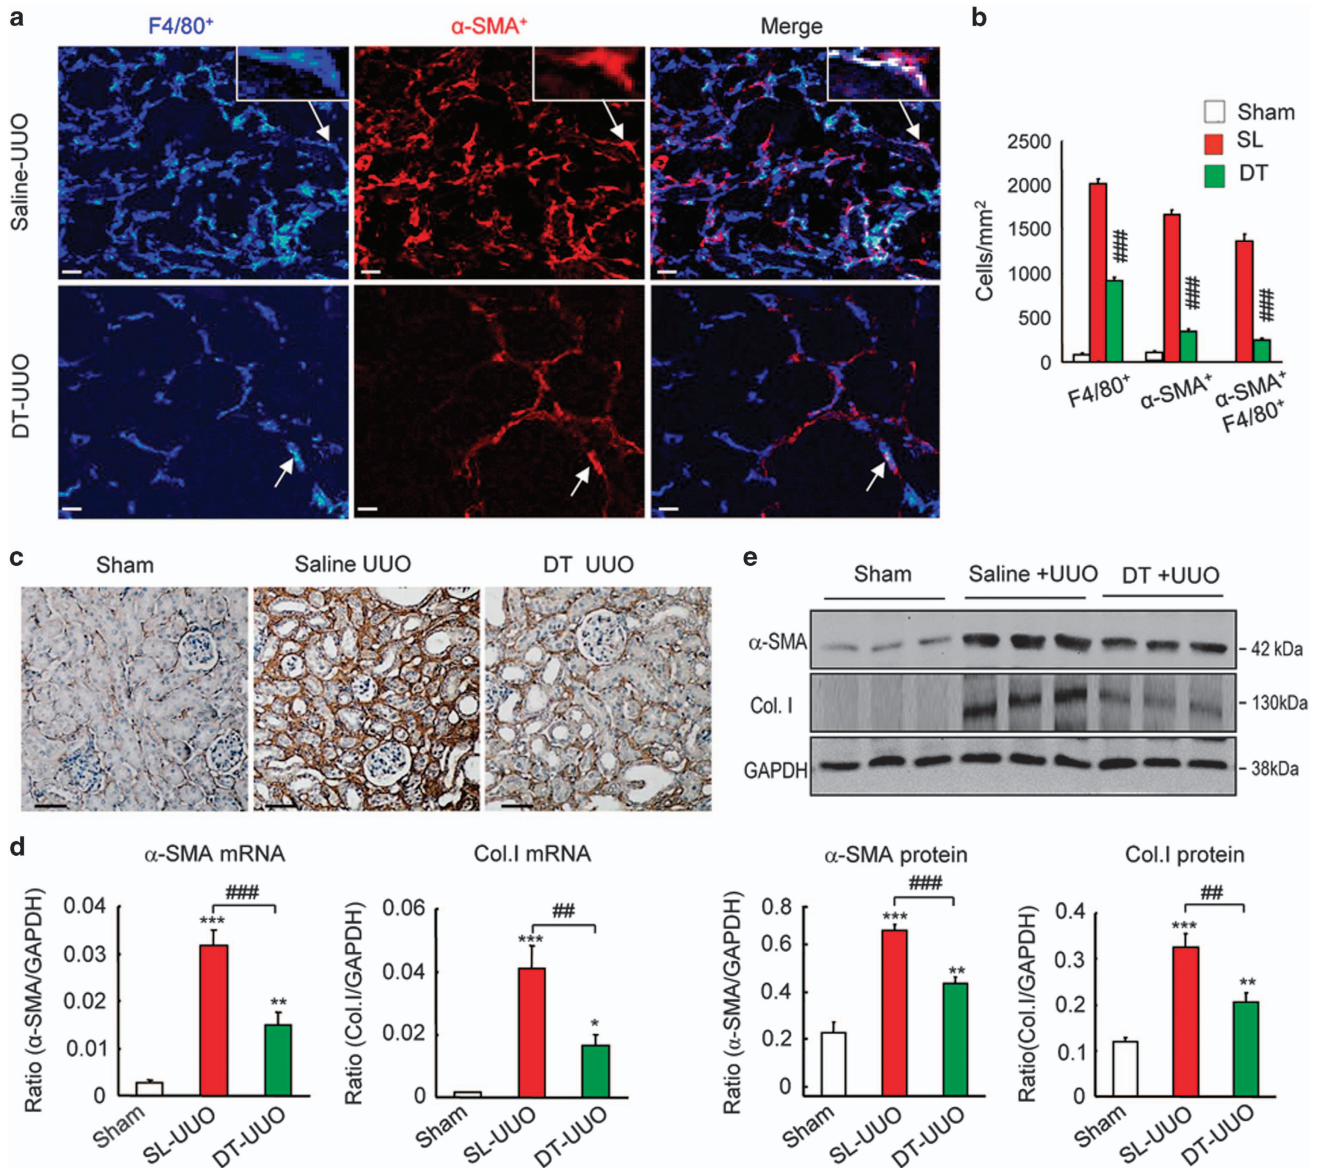 a
F4/80⁺
α-SMA⁺
Merge
Saline-UUO
DT-UUO
b
Sham
SL
DT
Cells/mm²
2500
2000
1500
1000
500
0
###
###
###
F4/80⁺
α-SMA⁺
α-SMA⁺
F4/80⁺
c
Sham
Saline UUO
DT UUO
e
Sham
Saline +UUO
DT +UUO
α-SMA
- 42 kDa
Col. I
- 130kDa
GAPDH
- 38kDa
d
α-SMA mRNA
Ratio (α-SMA/GAPDH)
0.04
0.03
0.02
0.01
0
###
***
**
Sham
SL-UUO
DT-UUO
Col.I mRNA
Ratio (Col.I/GAPDH)
0.06
0.04
0.02
0
##
***
*
Sham
SL-UUO
DT-UUO
α-SMA protein
Ratio (α-SMA/GAPDH)
0.8
0.6
0.4
0.2
0
###
***
**
Sham
SL-UUO
DT-UUO
Col.I protein
Ratio(Col.I/GAPDH)
0.4
0.3
0.2
0.1
0
##
***
**
Sham
SL-UUO
DT-UUO